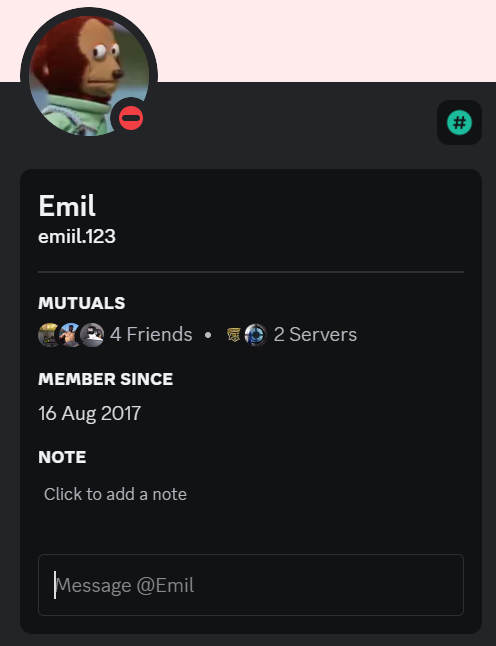 #
Emil
emiil.123
MUTUALS
4 Friends • 2 Servers
MEMBER SINCE
16 Aug 2017
NOTE
Click to add a note
Message @Emil